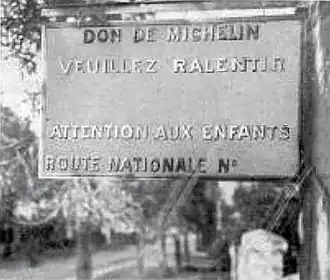 DON DE MICHELIN
VEUILLEZ RALENTIR
ATTENTION AUX ENFANTS
ROUTE NATIONALE N°